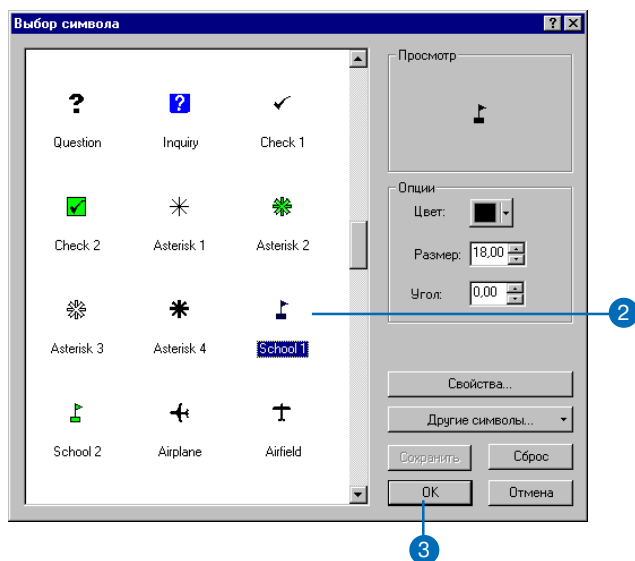 Выбор символа
Question Inquiry Check 1
Check 2 Asterisk 1 Asterisk 2
Asterisk 3 Asterisk 4 School 1
School 2 Airplane Airfield
Просмотр
Опции
Цвет:
Размер: 18,00
Угол: 0,00
Свойства...
Другие символы...
Сохранить Сброс
OK Отмена
2
3